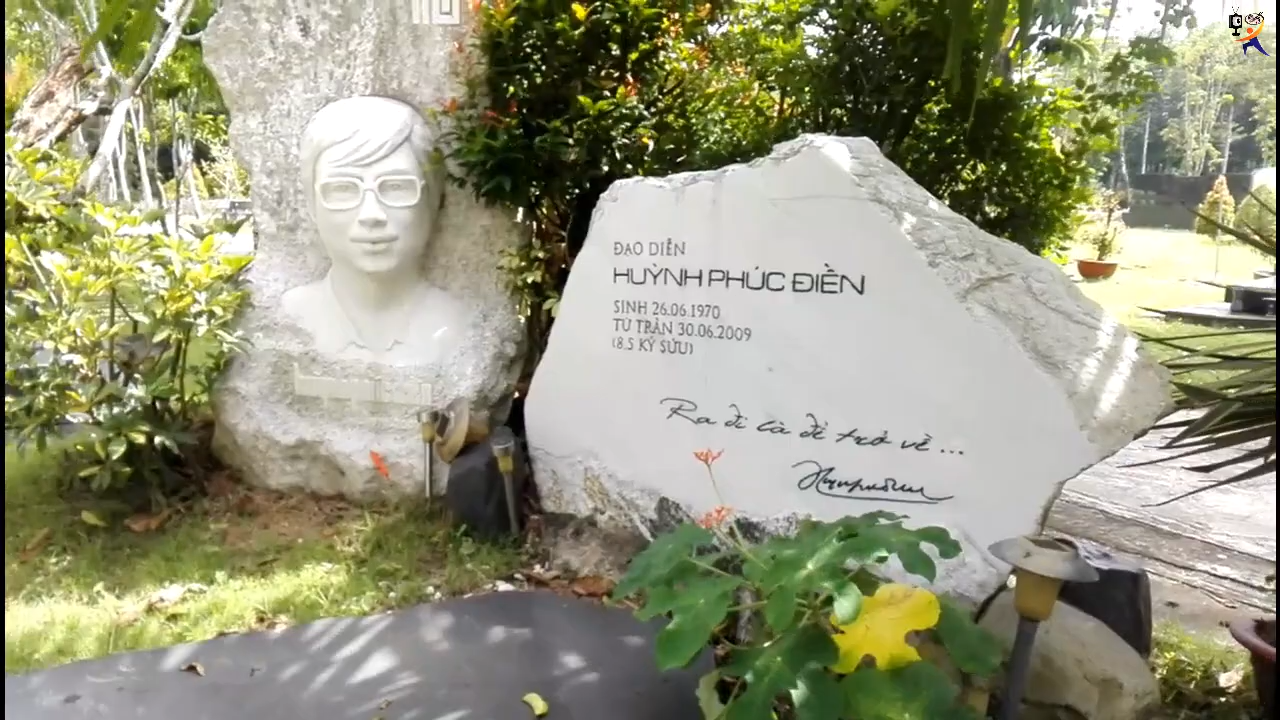 ĐẠO DIỄN
HUỲNH PHÚC ĐIỀN
SINH 26.06.1970
TỪ TRẦN 30.06.2009
(8.5 KỶ SỬU)
Ra đi là để trở về ...